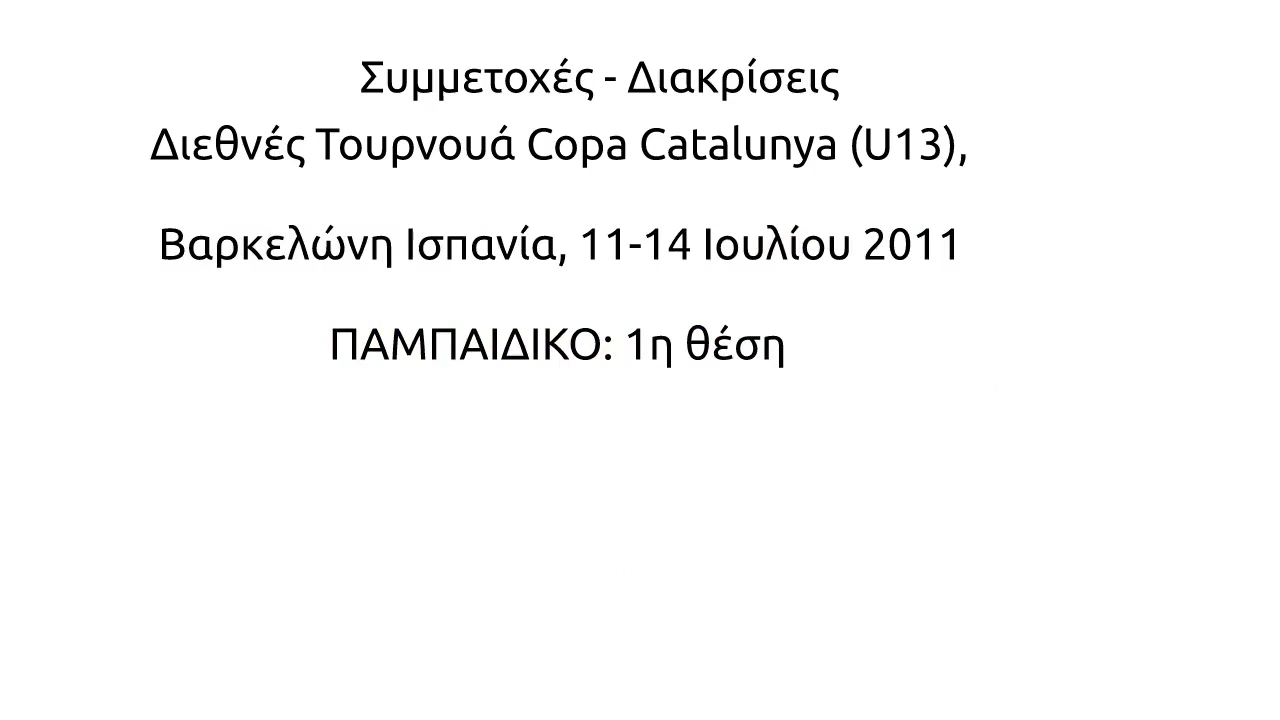 Συμμετοχές - Διακρίσεις
Διεθνές Τουρνουά Copa Catalunya (U13),
Βαρκελώνη Ισπανία, 11-14 Ιουλίου 2011
ΠΑΜΠΑΙΔΙΚΟ: 1η θέση